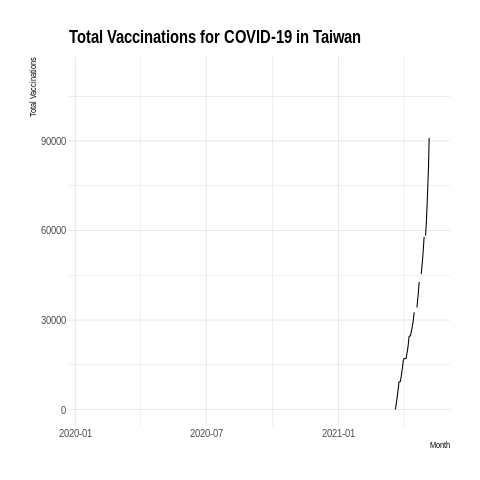 Total Vaccinations for COVID-19 in Taiwan
Total Vaccinations
90000
60000
30000
0
2020-01 2020-07 2021-01
Month